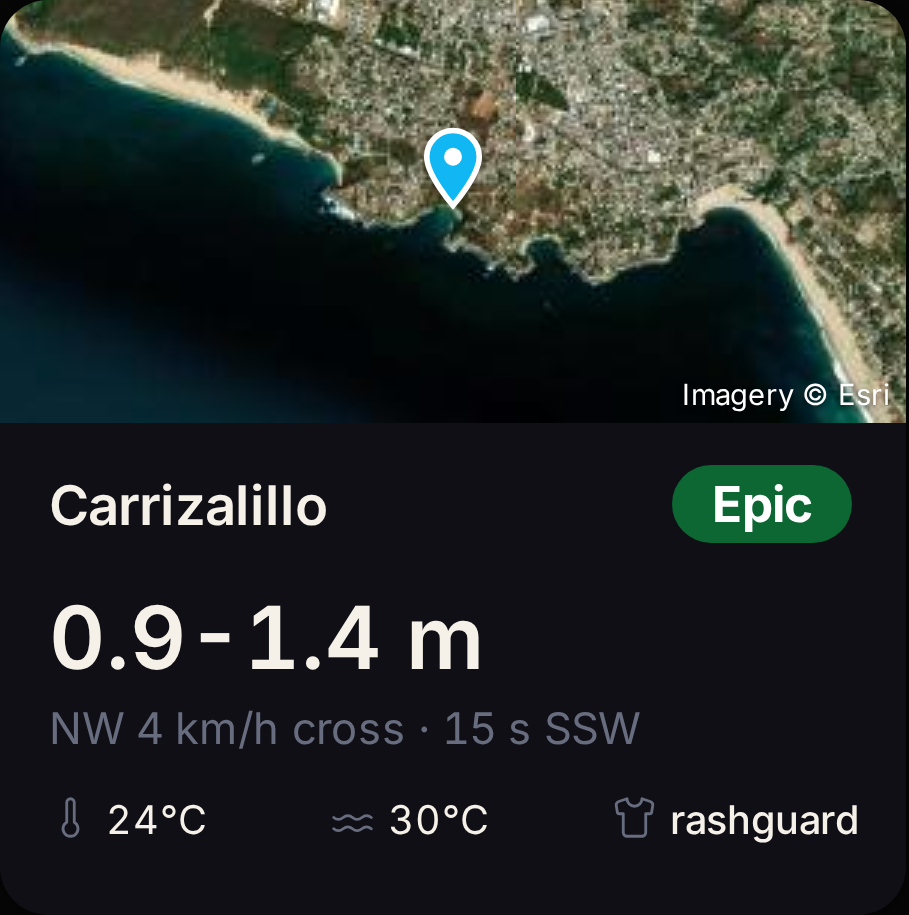 Imagery © Esri
Carrizalillo
Epic
0.9-1.4 m
NW 4 km/h cross · 15 s SSW
24°C
30°C
rashguard